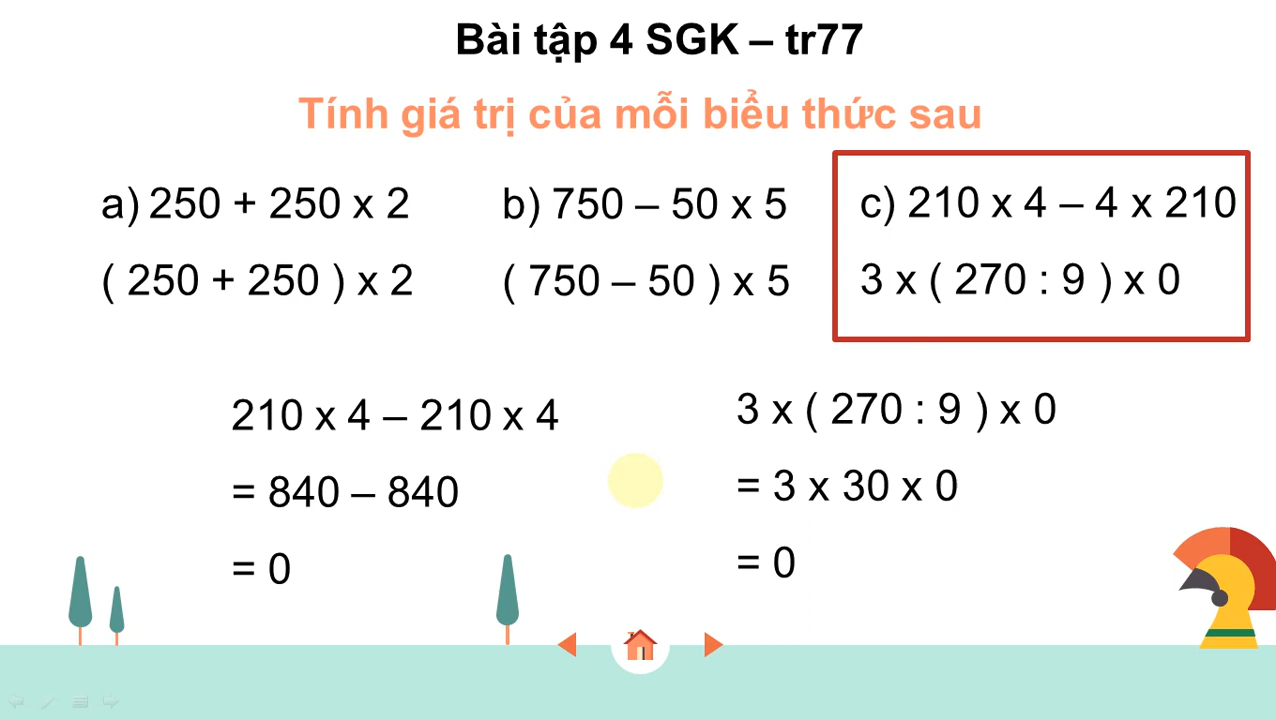 Bài tập 4 SGK – tr77
Tính giá trị của mỗi biểu thức sau
a) 250 + 250 x 2
( 250 + 250 ) x 2
b) 750 – 50 x 5
( 750 – 50 ) x 5
c) 210 x 4 – 4 x 210
3 x ( 270 : 9 ) x 0
210 x 4 – 210 x 4
= 840 – 840
= 0
3 x ( 270 : 9 ) x 0
= 3 x 30 x 0
= 0